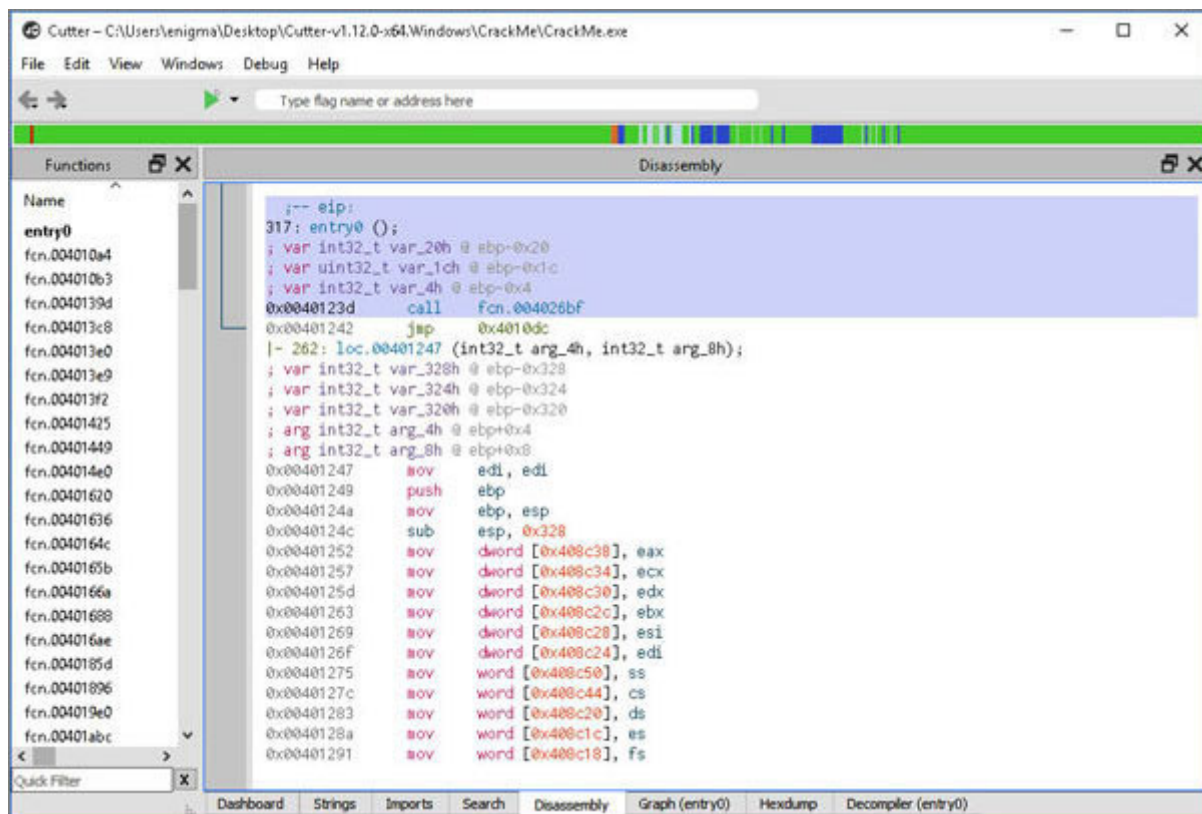 Cutter – C:\Users\enigma\Desktop\Cutter-v1.12.0-x64.Windows\CrackMe\CrackMe.exe
File Edit View Windows Debug Help
Type flag name or address here
Functions
Disassembly
Name
entry0
fcn.004010a4
fcn.004010b3
fcn.0040139d
fcn.004013c8
fcn.004013e0
fcn.004013e9
fcn.004013f2
fcn.00401425
fcn.00401449
fcn.004014e0
fcn.00401620
fcn.00401636
fcn.0040164c
fcn.0040165b
fcn.0040166a
fcn.00401688
fcn.004016ae
fcn.0040185d
fcn.00401896
fcn.004019e0
fcn.00401abc
Quick Filter X
;-- eip:
317: entry0 ();
; var int32_t var_20h @ ebp-0x20
; var uint32_t var_1ch @ ebp-0x1c
; var int32_t var_4h @ ebp-0x4
0x0040123d call fcn.004026bf
0x00401242 jmp 0x4010dc
|- 262: loc.00401247 (int32_t arg_4h, int32_t arg_8h);
; var int32_t var_328h @ ebp-0x328
; var int32_t var_324h @ ebp-0x324
; var int32_t var_320h @ ebp-0x320
; arg int32_t arg_4h @ ebp+0x4
; arg int32_t arg_8h @ ebp+0x8
0x00401247 mov edi, edi
0x00401249 push ebp
0x0040124a mov ebp, esp
0x0040124c sub esp, 0x328
0x00401252 mov dword [0x408c38], eax
0x00401257 mov dword [0x408c34], ecx
0x0040125d mov dword [0x408c30], edx
0x00401263 mov dword [0x408c2c], ebx
0x00401269 mov dword [0x408c28], esi
0x0040126f mov dword [0x408c24], edi
0x00401275 mov word [0x408c50], ss
0x0040127c mov word [0x408c44], cs
0x00401283 mov word [0x408c20], ds
0x0040128a mov word [0x408c1c], es
0x00401291 mov word [0x408c18], fs
Dashboard Strings Imports Search Disassembly Graph (entry0) Hexdump Decompiler (entry0)